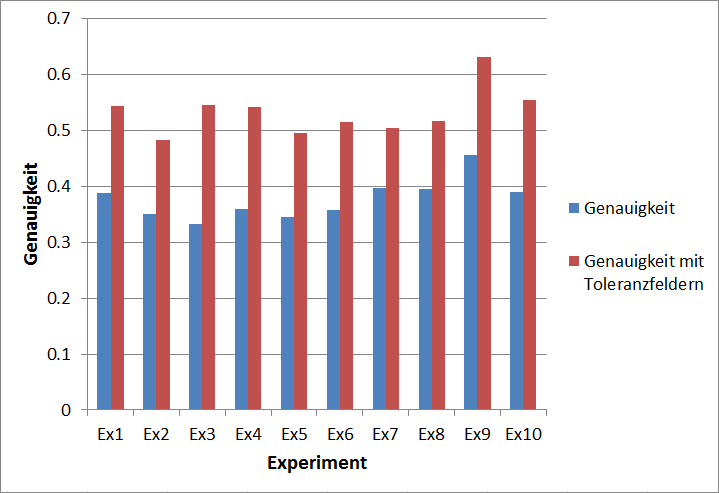 0.7
0.6
0.5
0.4
0.3
0.2
0.1
0
Genauigkeit
Ex1 Ex2 Ex3 Ex4 Ex5 Ex6 Ex7 Ex8 Ex9 Ex10
Experiment
Genauigkeit
Genauigkeit mit
Toleranzfeldern